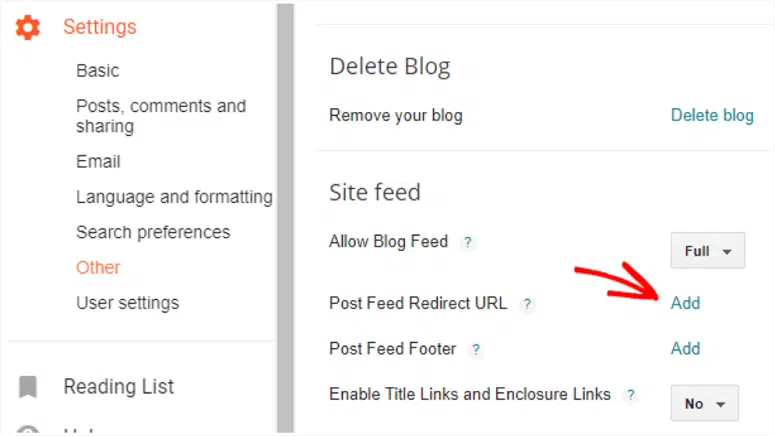 Settings
Basic
Posts, comments and
sharing
Email
Language and formatting
Search preferences
Other
User settings
Reading List
Delete Blog
Remove your blog Delete blog
Site feed
Allow Blog Feed ? Full
Post Feed Redirect URL ? Add
Post Feed Footer ? Add
Enable Title Links and Enclosure Links ? No